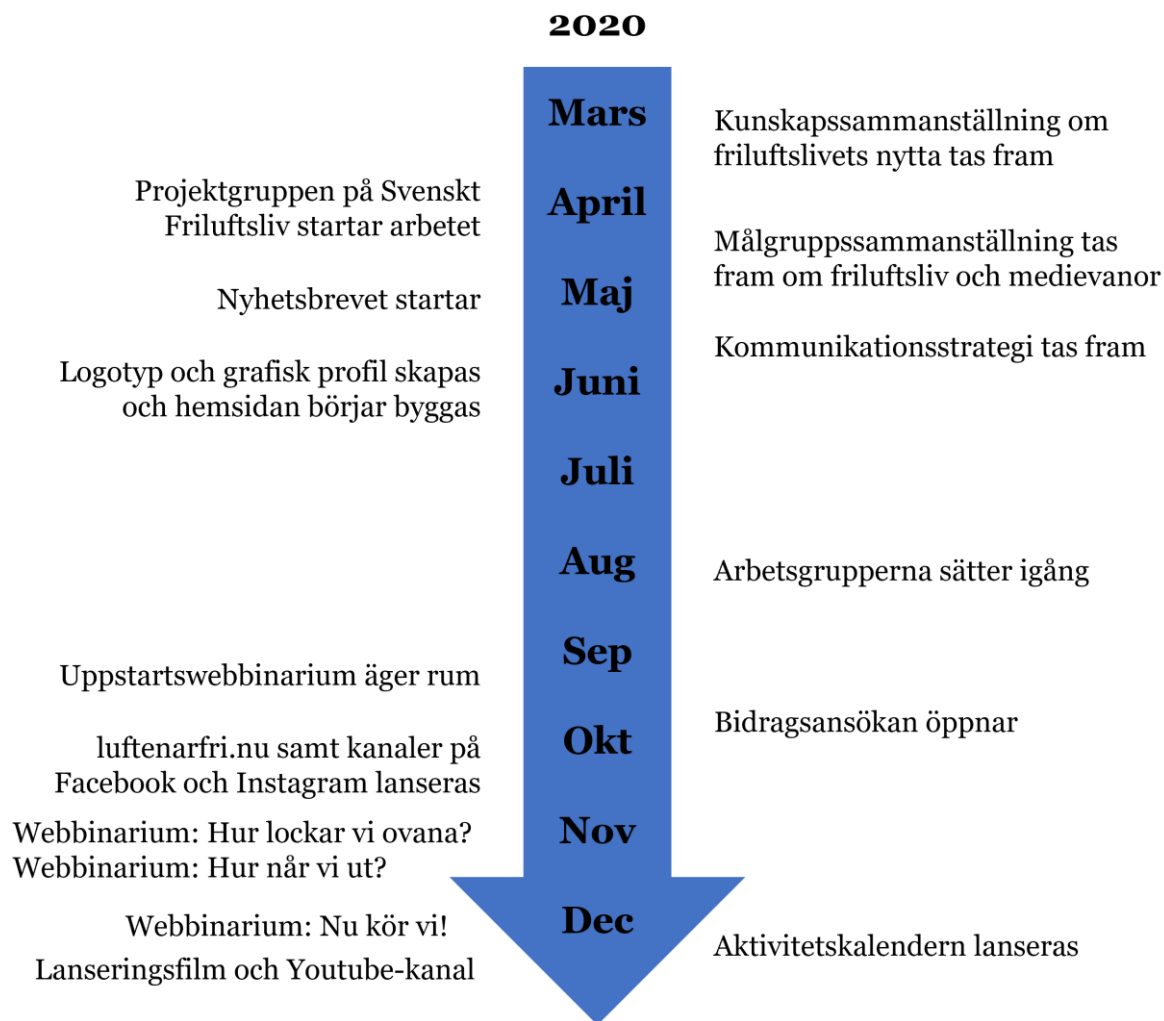 2020
Mars
Kunskapssammanställning om
friluftslivets nytta tas fram
Projektgruppen på Svenskt
Friluftsliv startar arbetet
April
Målgruppssammanställning tas
fram om friluftsliv och medievanor
Nyhetsbrevet startar
Maj
Kommunikationsstrategi tas fram
Logotyp och grafisk profil skapas
och hemsidan börjar byggas
Juni
Juli
Aug
Arbetsgrupperna sätter igång
Sep
Uppstartswebbinarium äger rum
Bidragsansökan öppnar
Okt
luftenarfri.nu samt kanaler på
Facebook och Instagram lanseras
Nov
Webbinarium: Hur lockar vi ovana?
Webbinarium: Hur når vi ut?
Dec
Webbinarium: Nu kör vi!
Lanseringsfilm och Youtube-kanal
Aktivitetskalendern lanseras